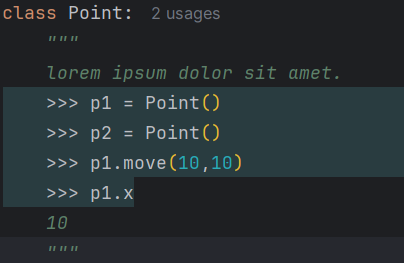 class Point:  2 usages
    """
    lorem ipsum dolor sit amet.
    >>> p1 = Point()
    >>> p2 = Point()
    >>> p1.move(10,10)
    >>> p1.x
    10
    """